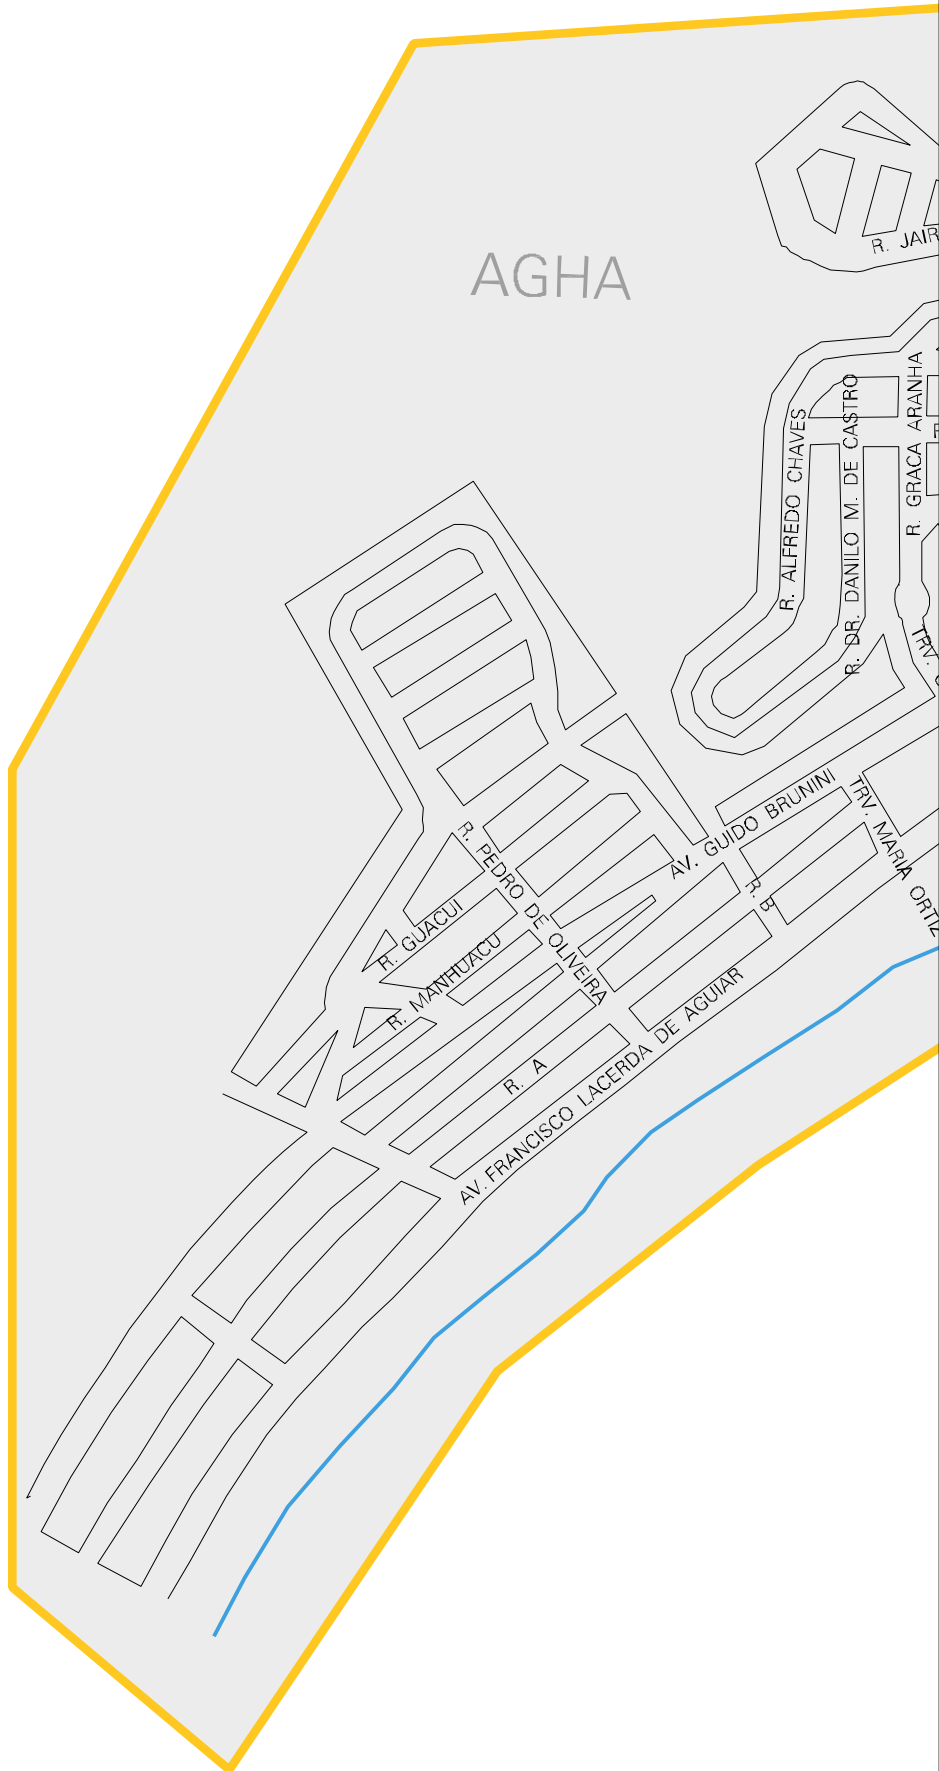 R. JAIR
AGHA
R. GRACA ARANHA
R. DR. DANILO M. DE CASTRO
R. ALFREDO CHAVES
TRV.
AV. GUIDO BRUNINI
TRV. MARIA ORTIZ
R. PEDRO DE OLIVEIRA
R. B
R. GUACUI
R. MANHUACU
R. A
AV. FRANCISCO LACERDA DE AGUIAR